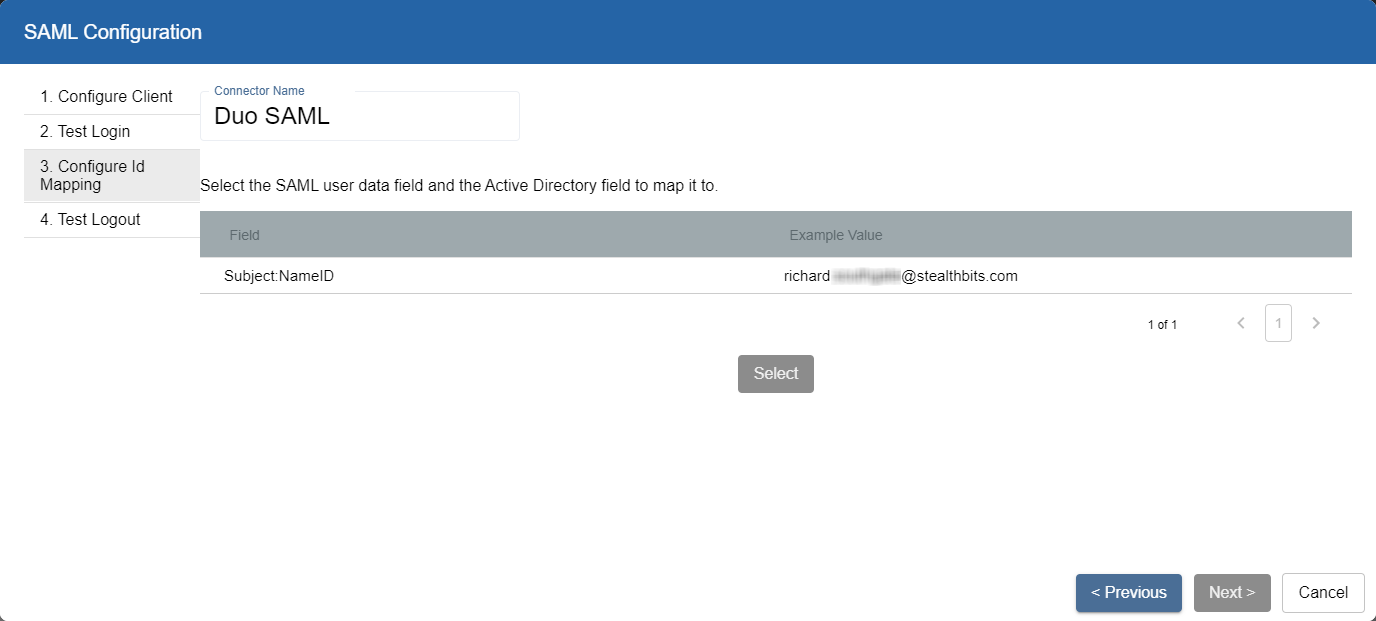 SAML Configuration
1. Configure Client
2. Test Login
3. Configure Id
Mapping
4. Test Logout
Connector Name
Duo SAML
Select the SAML user data field and the Active Directory field to map it to.
Field Example Value
Subject:NameID richard @stealthbits.com
1 of 1 < 1 >
Select
< Previous Next > Cancel